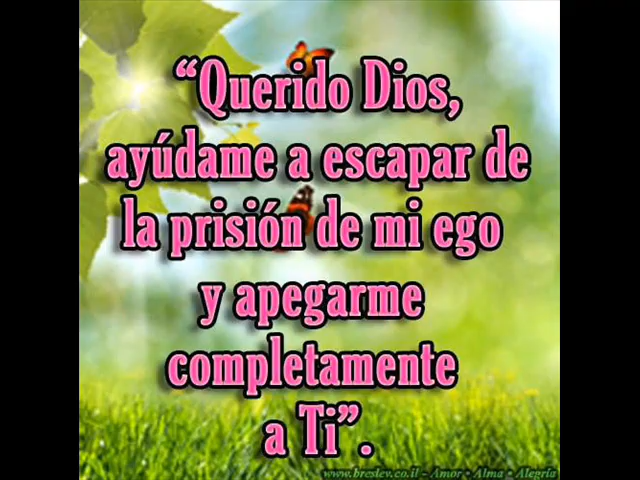 “Querido Dios,
ayúdame a escapar de
la prisión de mi ego
y apegarme
completamente
a Ti”.
www.breslev.co.il - Amor • Alma • Alegría